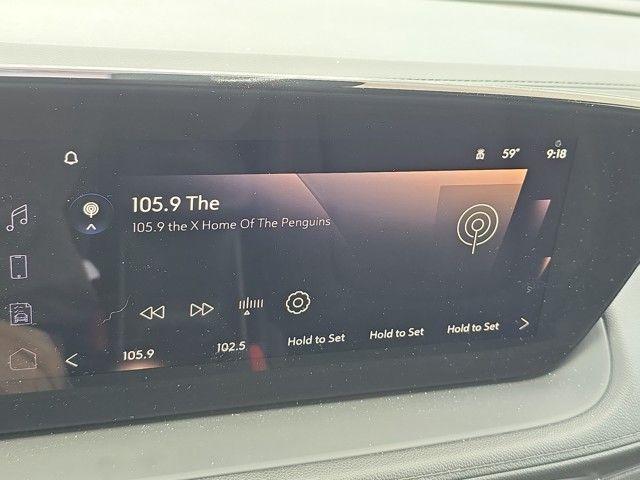 59°
9:18
105.9 The
105.9 the X Home Of The Penguins
105.9
102.5
Hold to Set
Hold to Set
Hold to Set